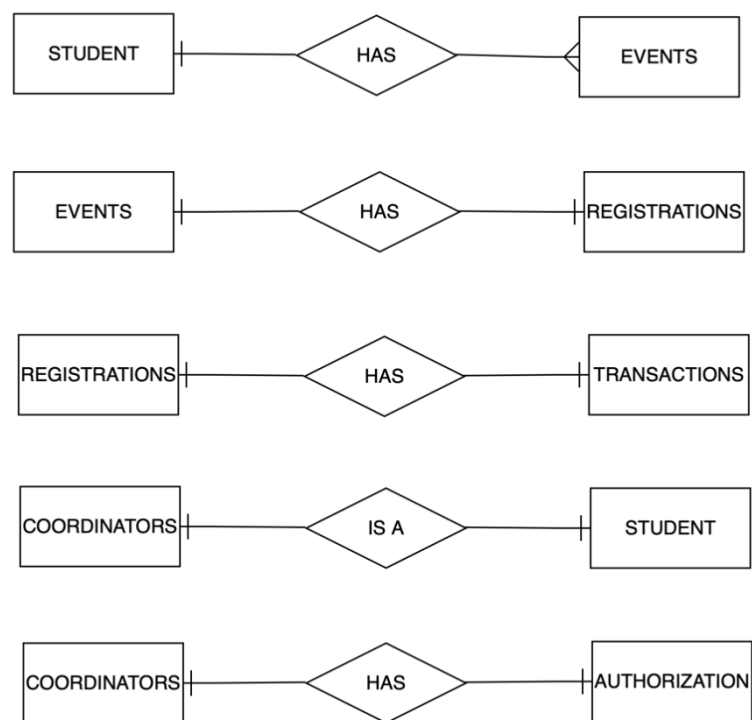 STUDENT HAS EVENTS
EVENTS HAS REGISTRATIONS
REGISTRATIONS HAS TRANSACTIONS
COORDINATORS IS A STUDENT
COORDINATORS HAS AUTHORIZATION